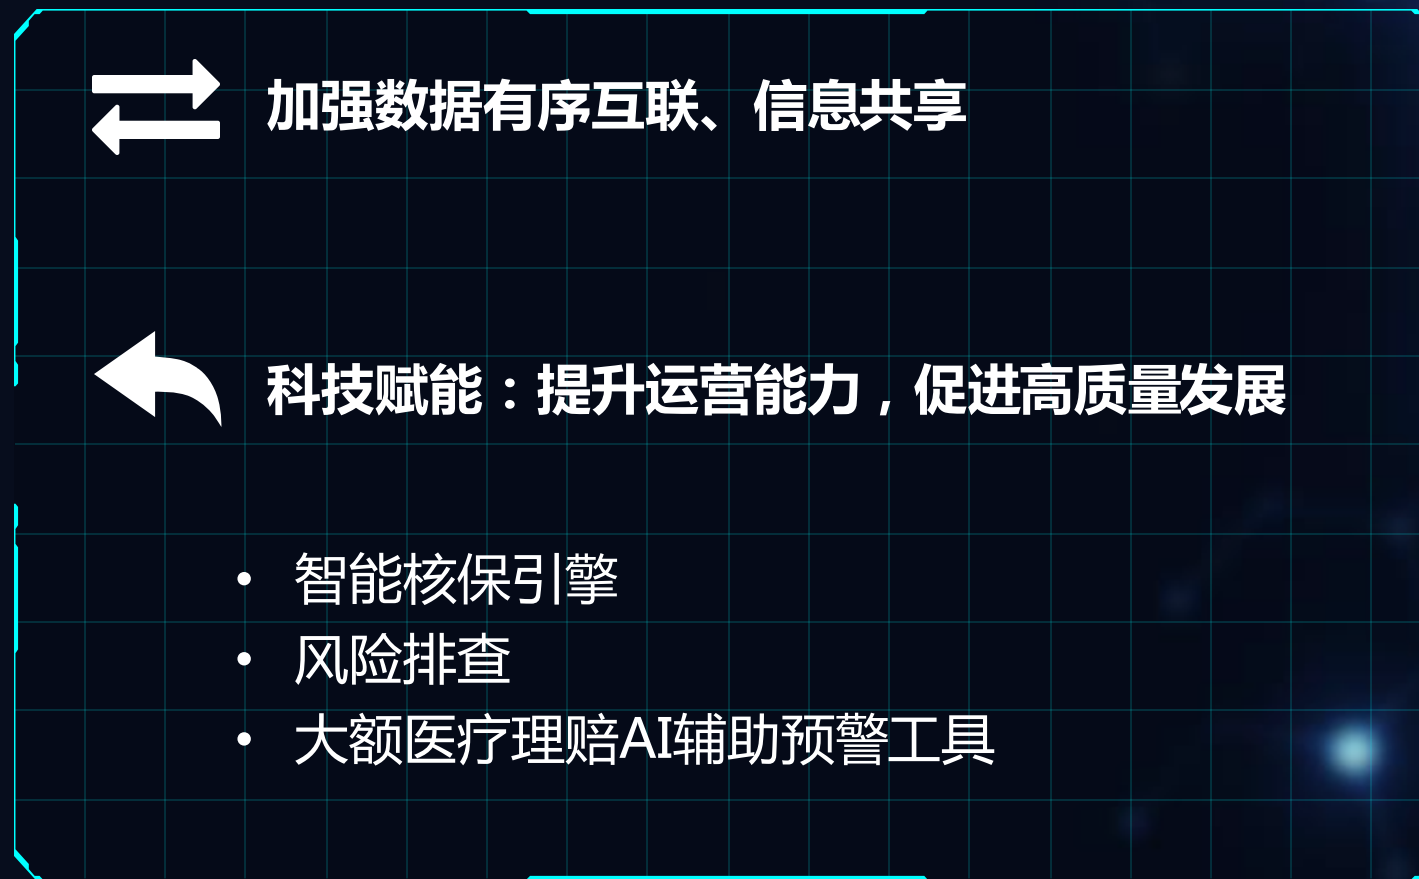 加强数据有序互联、信息共享
科技赋能：提升运营能力，促进高质量发展
• 智能核保引擎
• 风险排查
• 大额医疗理赔AI辅助预警工具